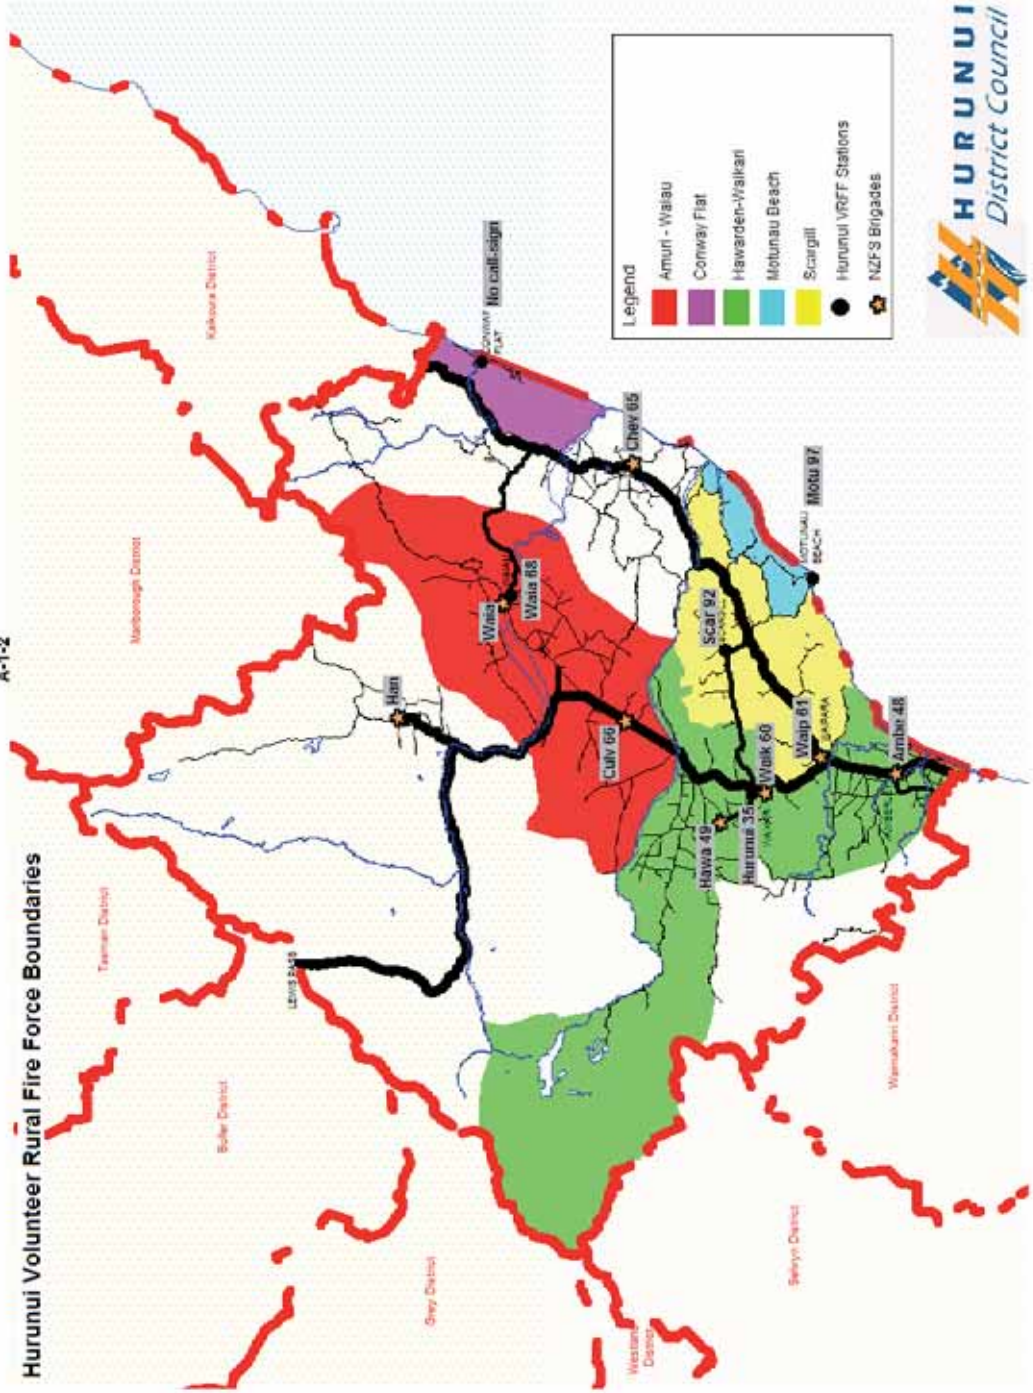 A-1-2
Hurunui Volunteer Rural Fire Force Boundaries
Tasman District
Marlborough District
Kaikoura District
Buller District
Grey District
Westland
District
Selwyn District
Waimakariri District
LEWIS PASS
Han
Waia
Waia 68
CONWAY
FLAT
No call-sign
Culv 66
Chev 65
scar 92
Hawa 49
Hurunui 35
Waik 60
Waip 61
WAIPARA
Ambe 48
MOTUNAU
BEACH
Motu 97
Legend
Amuri - Waiau
Conway Flat
Hawarden-Waikari
Motunau Beach
Scargill
Hurunui VRFF Stations
NZFS Brigades
HURUNUI
District Council